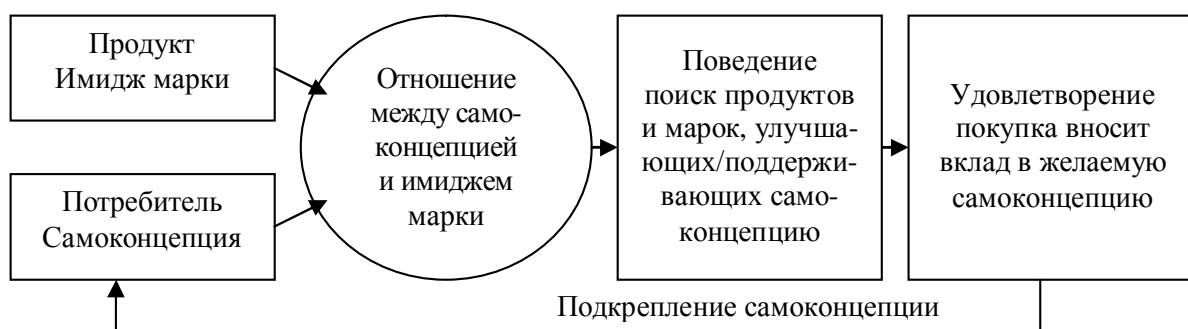 Продукт
Имидж марки
Потребитель
Самоконцепция
Отношение
между само-
концепцией
и имиджем
марки
Поведение
поиск продуктов
и марок, улучша-
ющих/поддержи-
вающих само-
концепцию
Удовлетворение
покупка вносит
вклад в желаемую
самоконцепцию
Подкрепление самоконцепции